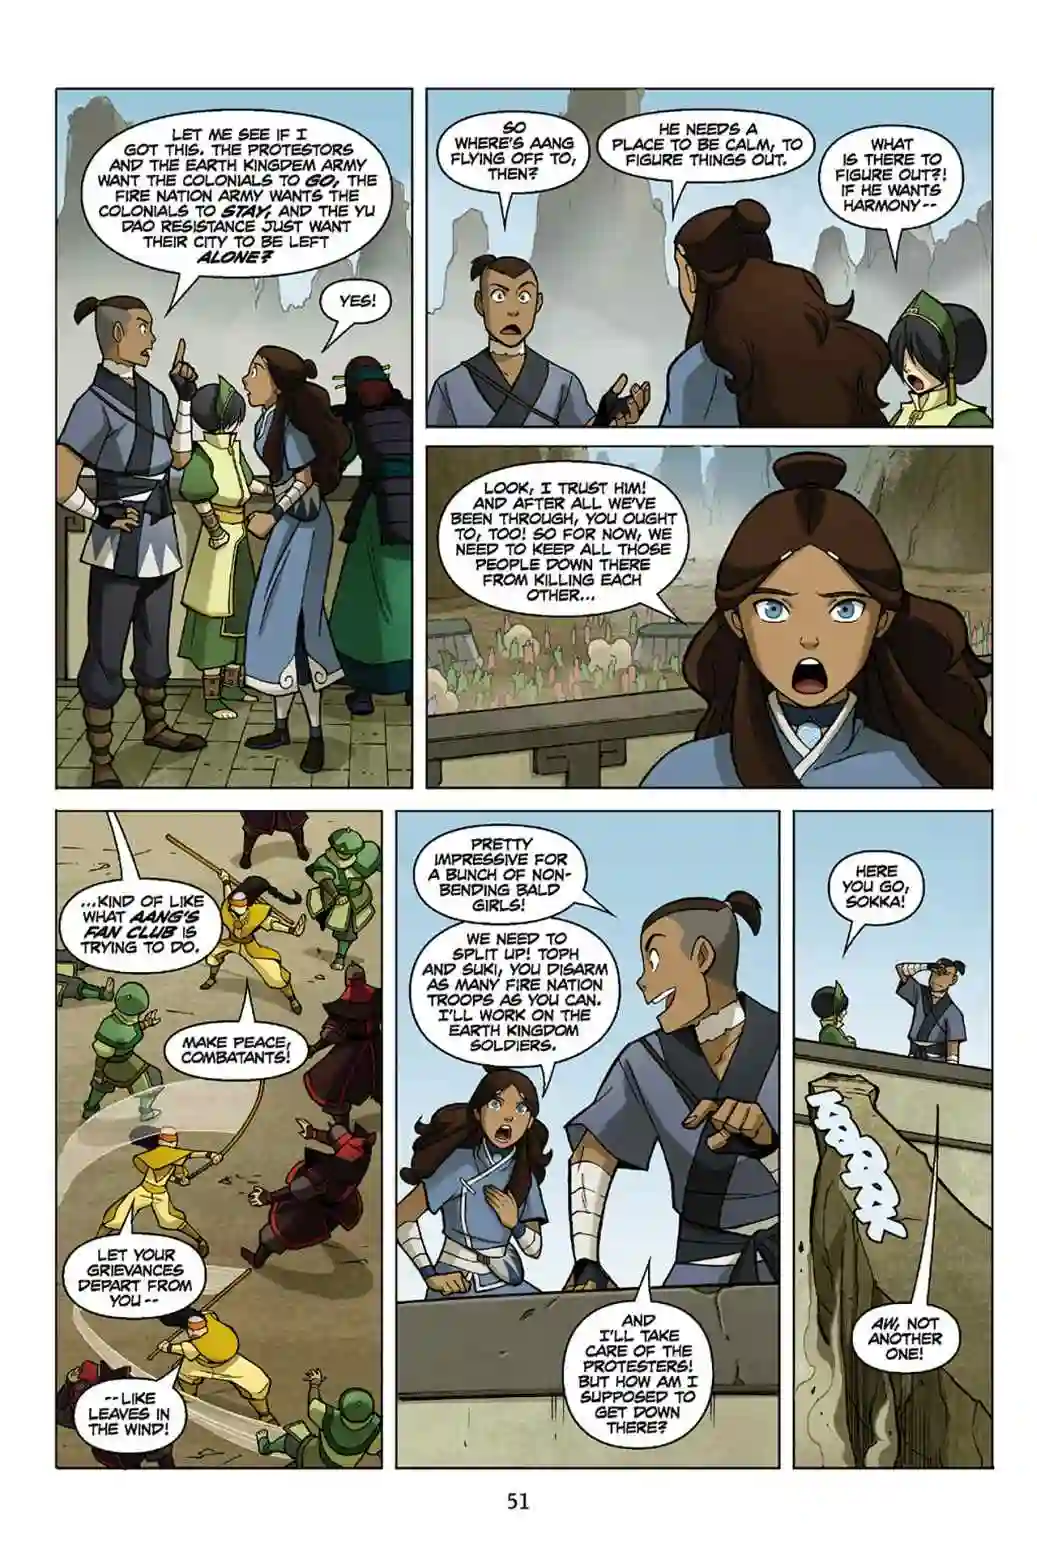 LET ME SEE IF I
GOT THIS. THE PROTESTORS
AND THE EARTH KINGDEM ARMY
WANT THE COLONIALS TO GO, THE
FIRE NATION ARMY WANTS THE
COLONIALS TO STAY, AND THE YU
DAO RESISTANCE JUST WANT
THEIR CITY TO BE LEFT
ALONE?
YES!
SO
WHERE'S AANG
FLYING OFF TO,
THEN?
HE NEEDS A
PLACE TO BE CALM, TO
FIGURE THINGS OUT.
WHAT
IS THERE TO
FIGURE OUT?!
IF HE WANTS
HARMONY--
LOOK, I TRUST HIM!
AND AFTER ALL WE'VE
BEEN THROUGH, YOU OUGHT
TO, TOO! SO FOR NOW, WE
NEED TO KEEP ALL THOSE
PEOPLE DOWN THERE
FROM KILLING EACH
OTHER...
...KIND OF LIKE
WHAT AANG'S
FAN CLUB IS
TRYING TO DO.
MAKE PEACE,
COMBATANTS!
LET YOUR
GRIEVANCES
DEPART FROM
YOU--
--LIKE
LEAVES IN
THE WIND!
PRETTY
IMPRESSIVE FOR
A BUNCH OF NON-
BENDING BALD
GIRLS!
WE NEED TO
SPLIT UP! TOPH
AND SUKI, YOU DISARM
AS MANY FIRE NATION
TROOPS AS YOU CAN.
I'LL WORK ON THE
EARTH KINGDOM
SOLDIERS.
AND
I'LL TAKE
CARE OF THE
PROTESTERS!
BUT HOW AM I
SUPPOSED TO
GET DOWN
THERE?
HERE
YOU GO,
SOKKA!
AW, NOT
ANOTHER
ONE!
51